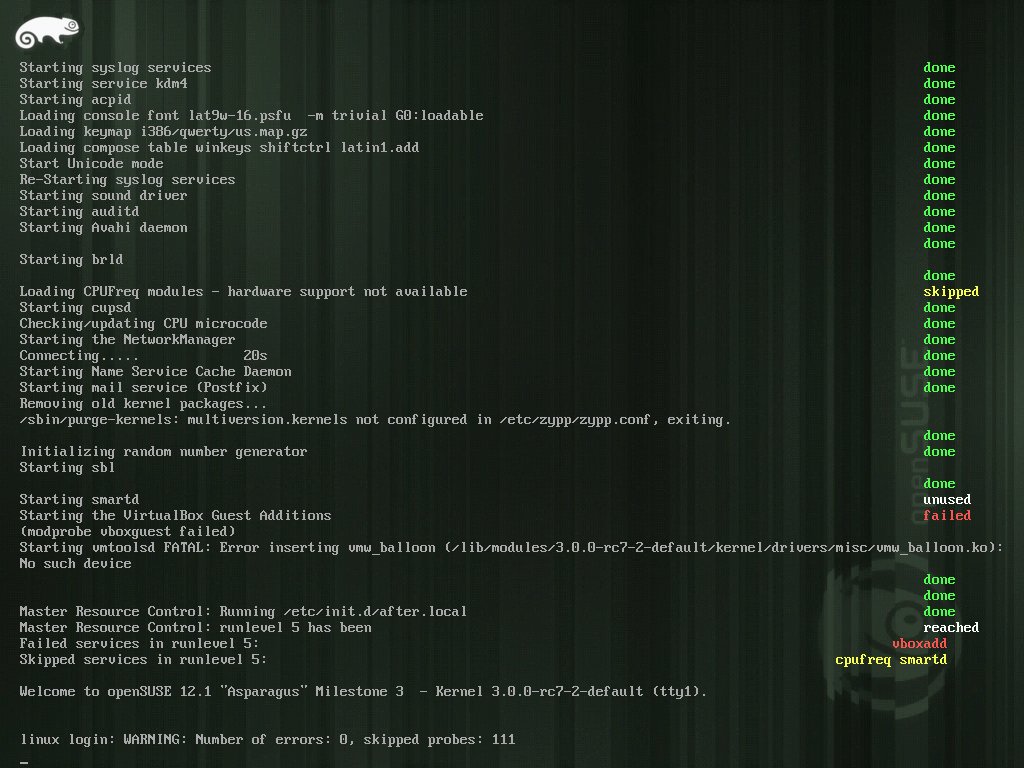 Starting syslog services done
Starting service kdm4 done
Starting acpid done
Loading console font lat9w-16.psfu  -m trivial G0:loadable done
Loading keymap i386/qwerty/us.map.gz done
Loading compose table winkeys shiftctrl latin1.add done
Start Unicode mode done
Re-Starting syslog services done
Starting sound driver done
Starting auditd done
Starting Avahi daemon done
done
Starting brld
done
Loading CPUFreq modules - hardware support not available skipped
Starting cupsd done
Checking/updating CPU microcode done
Starting the NetworkManager done
Connecting..... 20s done
Starting Name Service Cache Daemon done
Starting mail service (Postfix) done
Removing old kernel packages...
/sbin/purge-kernels: multiversion.kernels not configured in /etc/zypp/zypp.conf, exiting.
done
Initializing random number generator done
Starting sbl
done
Starting smartd unused
Starting the VirtualBox Guest Additions failed
(modprobe vboxguest failed)
Starting vmtoolsd FATAL: Error inserting vmw_balloon (/lib/modules/3.0.0-rc7-2-default/kernel/drivers/misc/vmw_balloon.ko):
No such device
done
done
Master Resource Control: Running /etc/init.d/after.local done
Master Resource Control: runlevel 5 has been reached
Failed services in runlevel 5: vboxadd
Skipped services in runlevel 5: cpufreq smartd
Welcome to openSUSE 12.1 "Asparagus" Milestone 3  - Kernel 3.0.0-rc7-2-default (tty1).
linux login: WARNING: Number of errors: 0, skipped probes: 111
_
openSUSE